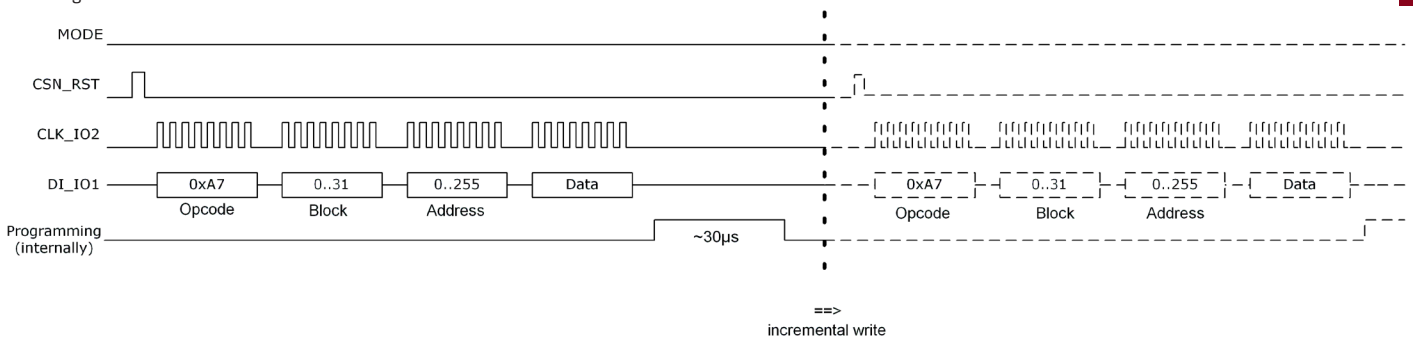 MODE
CSN_RST
CLK_IO2
DI_IO1 0xA7 0..31 0..255 Data 0xA7 0..31 0..255 Data
Opcode Block Address Opcode Block Address
Programming
(internally)
~30µs
==>
incremental write